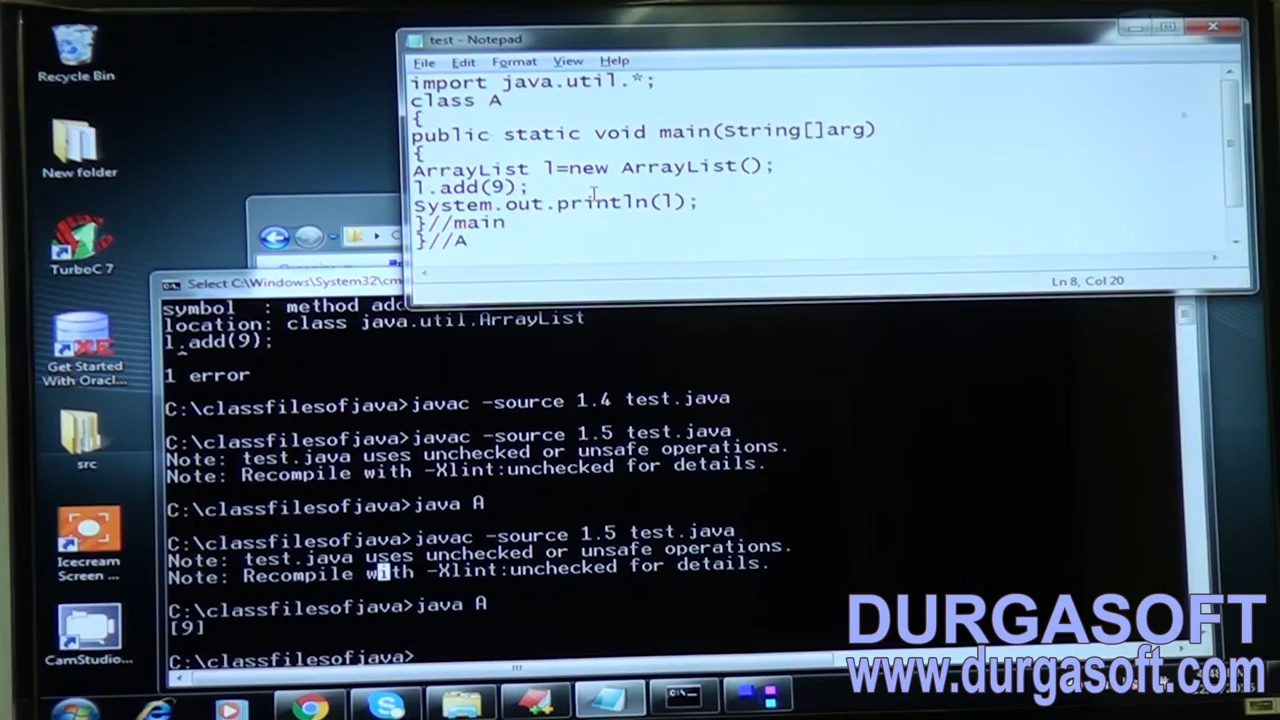 Recycle Bin
New folder
TurboC 7
Get Started
With Oracl...
src
Icecream
Screen ...
CamStudio...
test - Notepad
File Edit Format View Help
import java.util.*;
class A
{
public static void main(String[]arg)
{
ArrayList l=new ArrayList();
l.add(9);
System.out.println(l);
}//main
}//A
Ln 8, Col 20
Select C:\Windows\System32\cm
symbol : method add
location: class java.util.ArrayList
l.add(9);
^
1 error
C:\classfilesofjava>javac -source 1.4 test.java
C:\classfilesofjava>javac -source 1.5 test.java
Note: test.java uses unchecked or unsafe operations.
Note: Recompile with -Xlint:unchecked for details.
C:\classfilesofjava>java A
C:\classfilesofjava>javac -source 1.5 test.java
Note: test.java uses unchecked or unsafe operations.
Note: Recompile with -Xlint:unchecked for details.
C:\classfilesofjava>java A
[9]
C:\classfilesofjava>
DURGASOFT
www.durgasoft.com